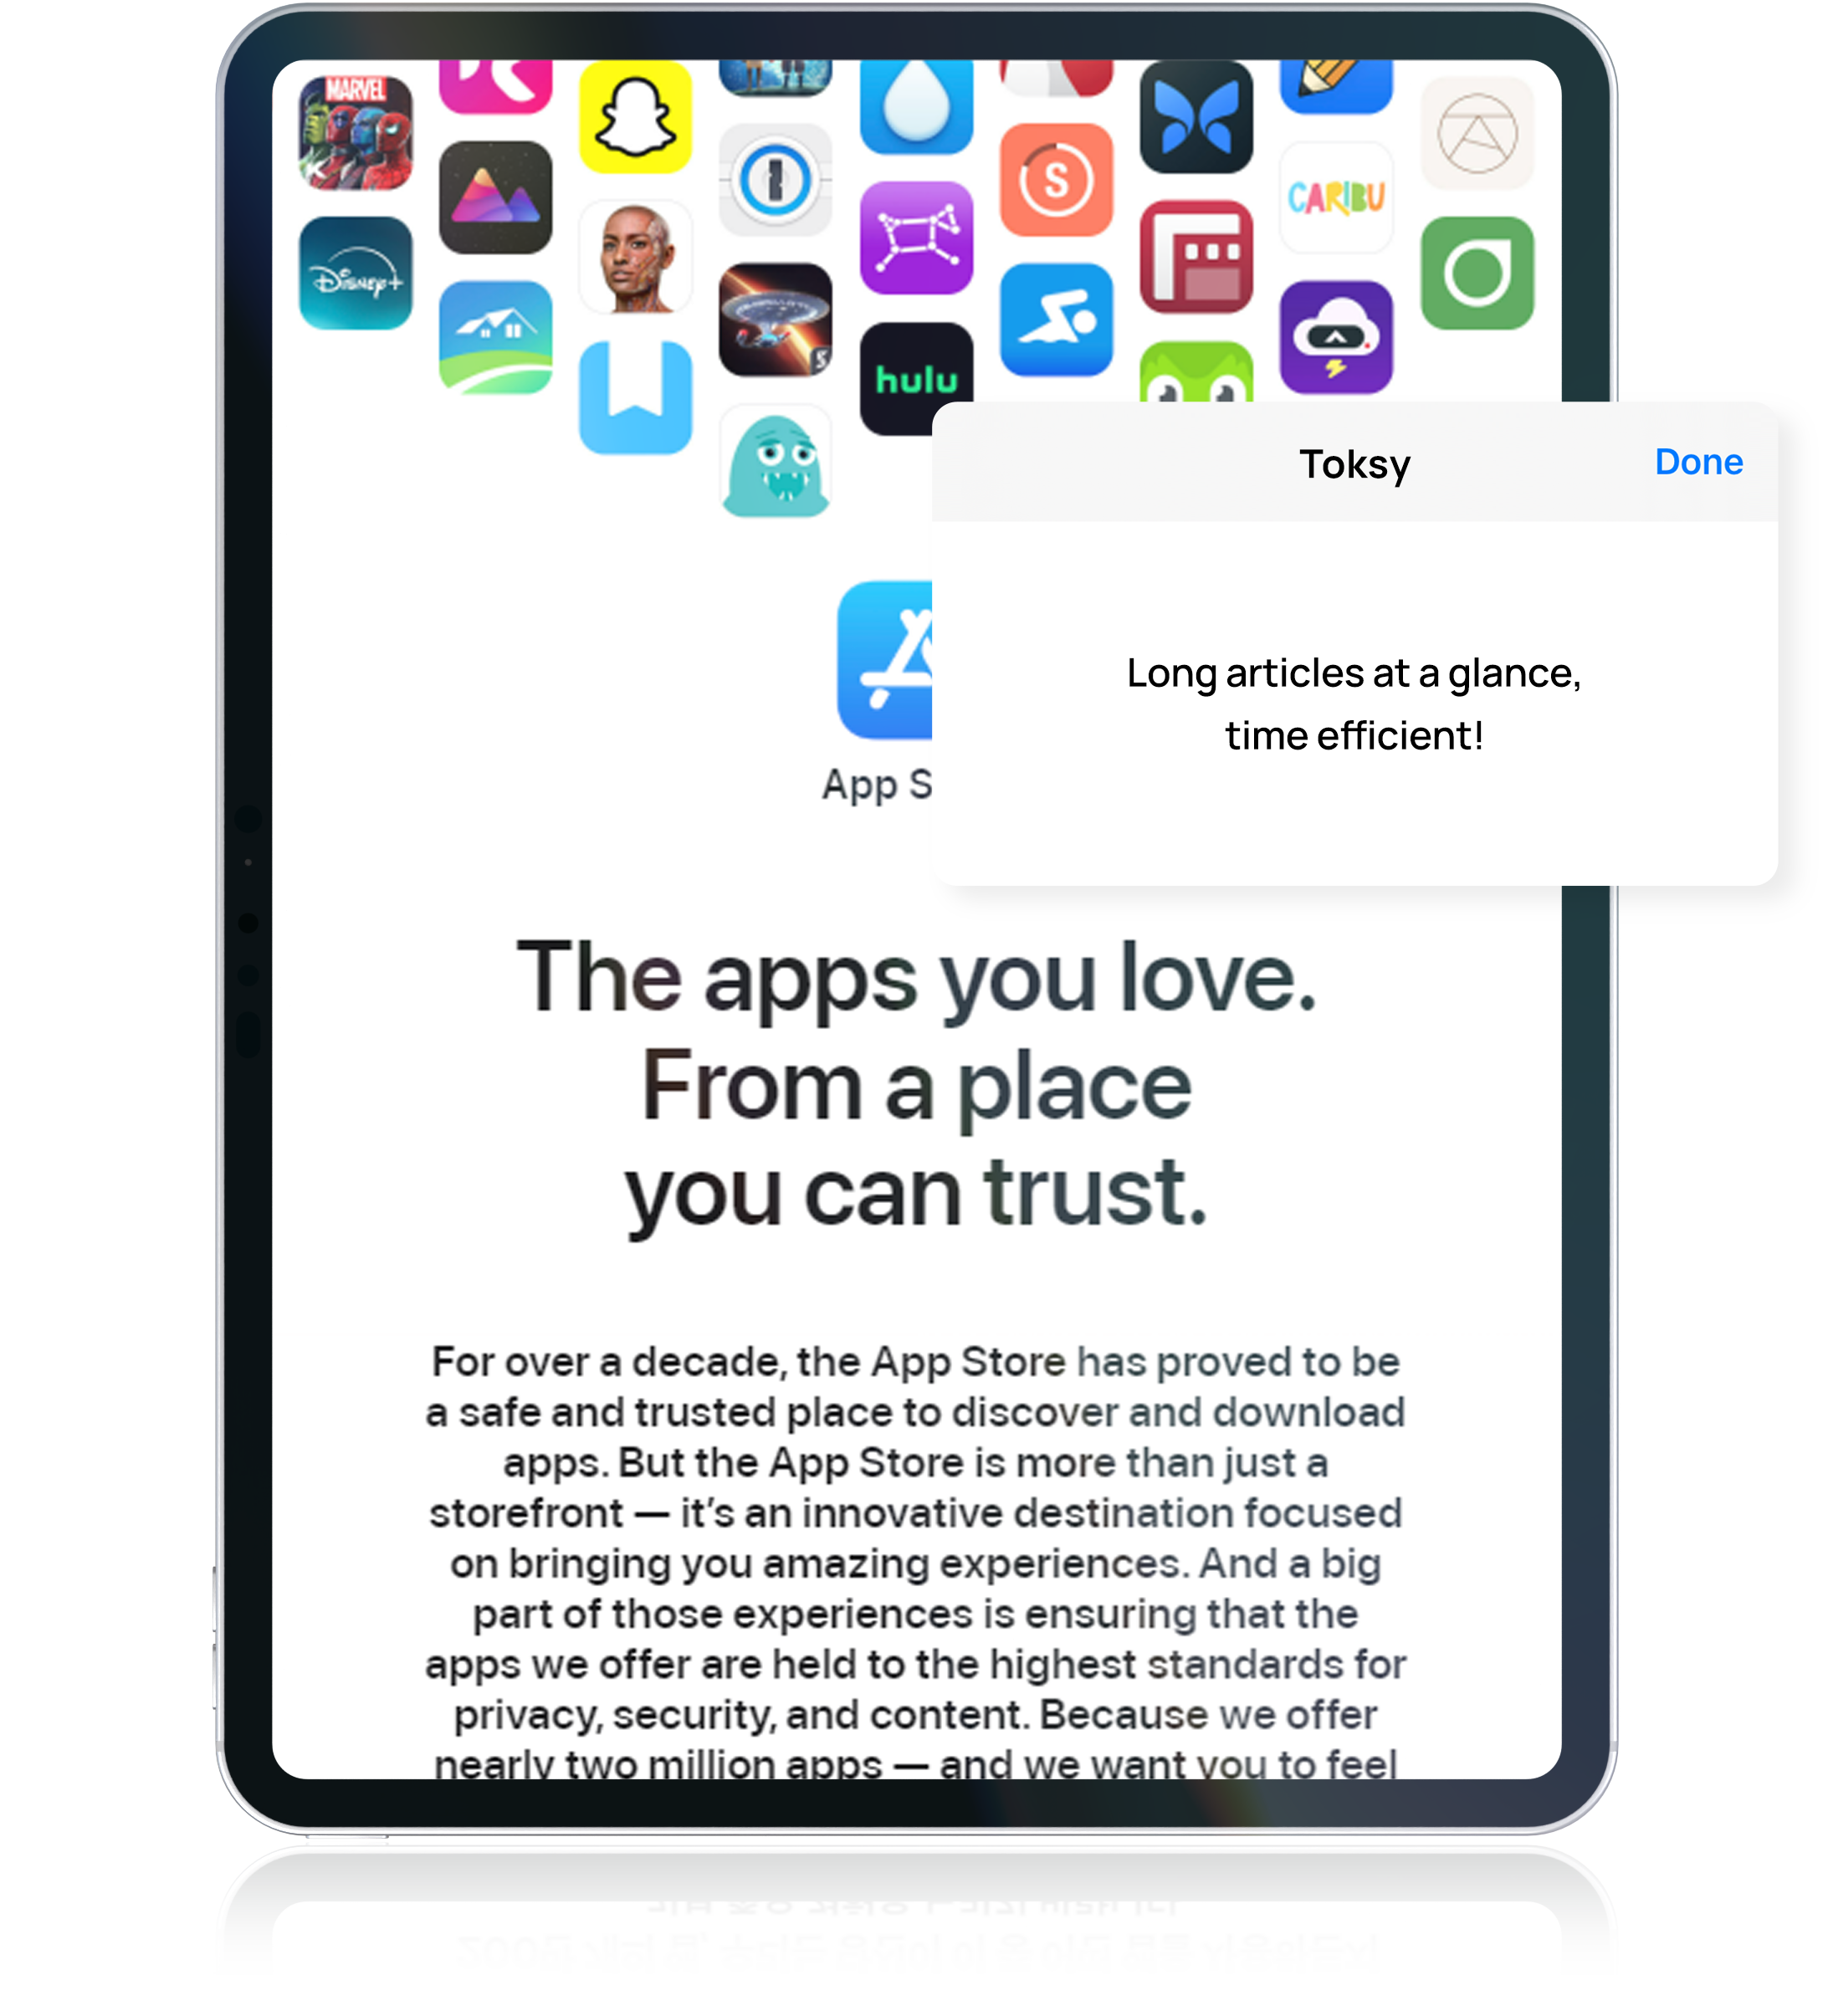 MARVEL
Disney+
S
CARIBU
hulu
Toksy
Done
Long articles at a glance,
time efficient!
App S
The apps you love.
From a place
you can trust.
For over a decade, the App Store has proved to be
a safe and trusted place to discover and download
apps. But the App Store is more than just a
storefront — it’s an innovative destination focused
on bringing you amazing experiences. And a big
part of those experiences is ensuring that the
apps we offer are held to the highest standards for
privacy, security, and content. Because we offer
nearly two million apps — and we want you to feel